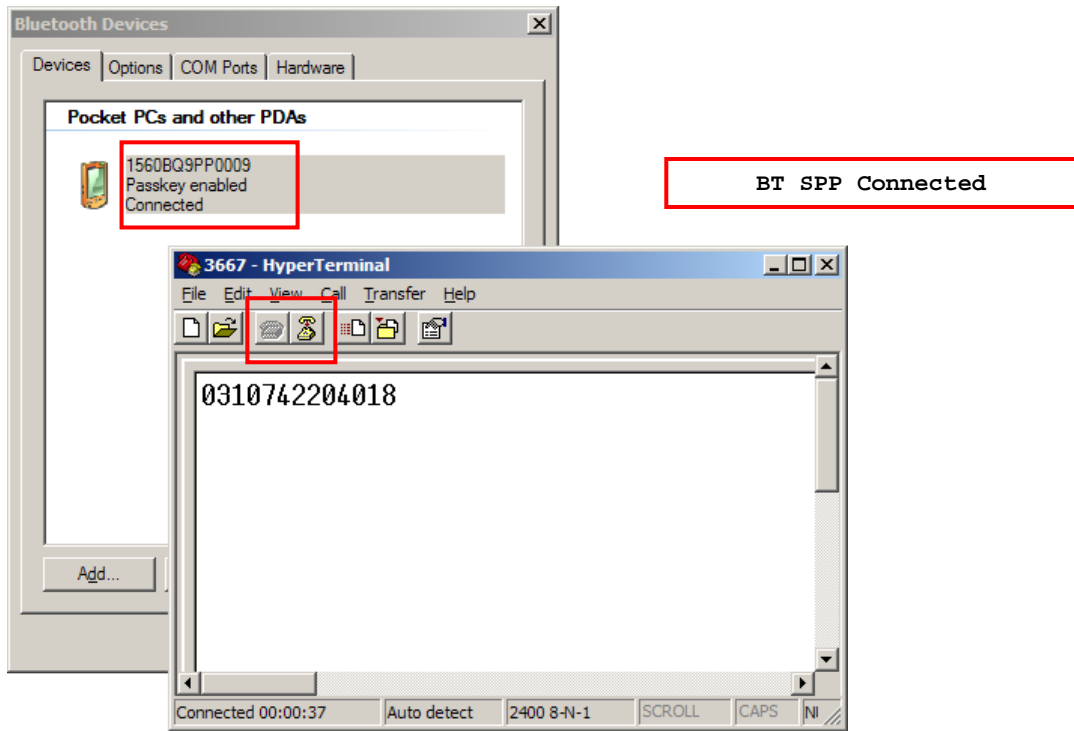 Bluetooth Devices
Devices Options COM Ports Hardware
Pocket PCs and other PDAs
1560BQ9PP0009
Passkey enabled
Connected
BT SPP Connected
3667 - HyperTerminal
File Edit View Call Transfer Help
0310742204018
Add...
Connected 00:00:37 Auto detect 2400 8-N-1 SCROLL CAPS